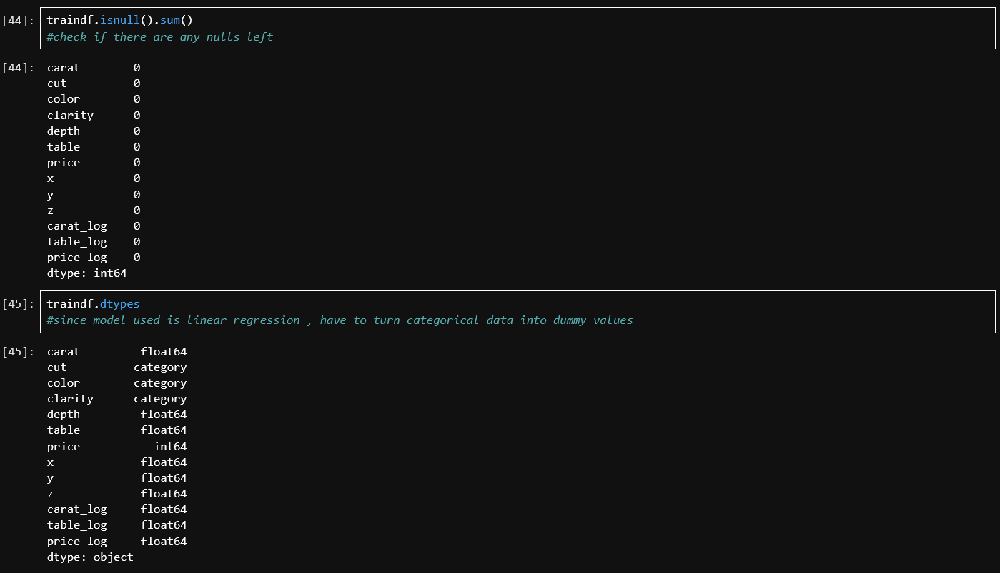 [44]: traindf.isnull().sum()
#check if there are any nulls left
[44]: carat 0
cut 0
color 0
clarity 0
depth 0
table 0
price 0
x 0
y 0
z 0
carat_log 0
table_log 0
price_log 0
dtype: int64
[45]: traindf.dtypes
#since model used is linear regression , have to turn categorical data into dummy values
[45]: carat float64
cut category
color category
clarity category
depth float64
table float64
price int64
x float64
y float64
z float64
carat_log float64
table_log float64
price_log float64
dtype: object